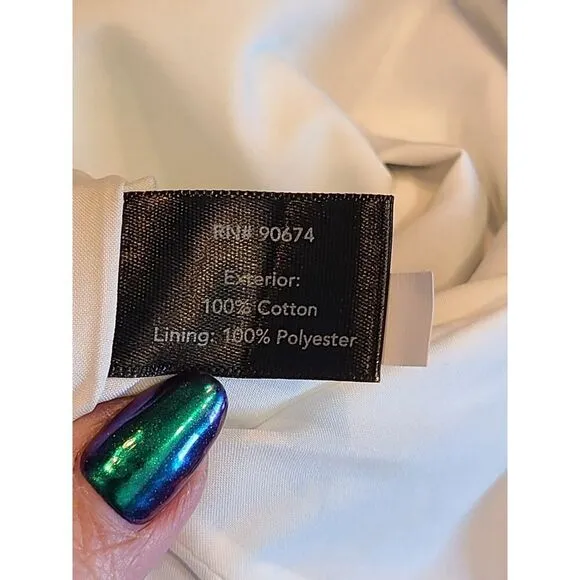 RN# 90674
Exterior:
100% Cotton
Lining: 100% Polyester